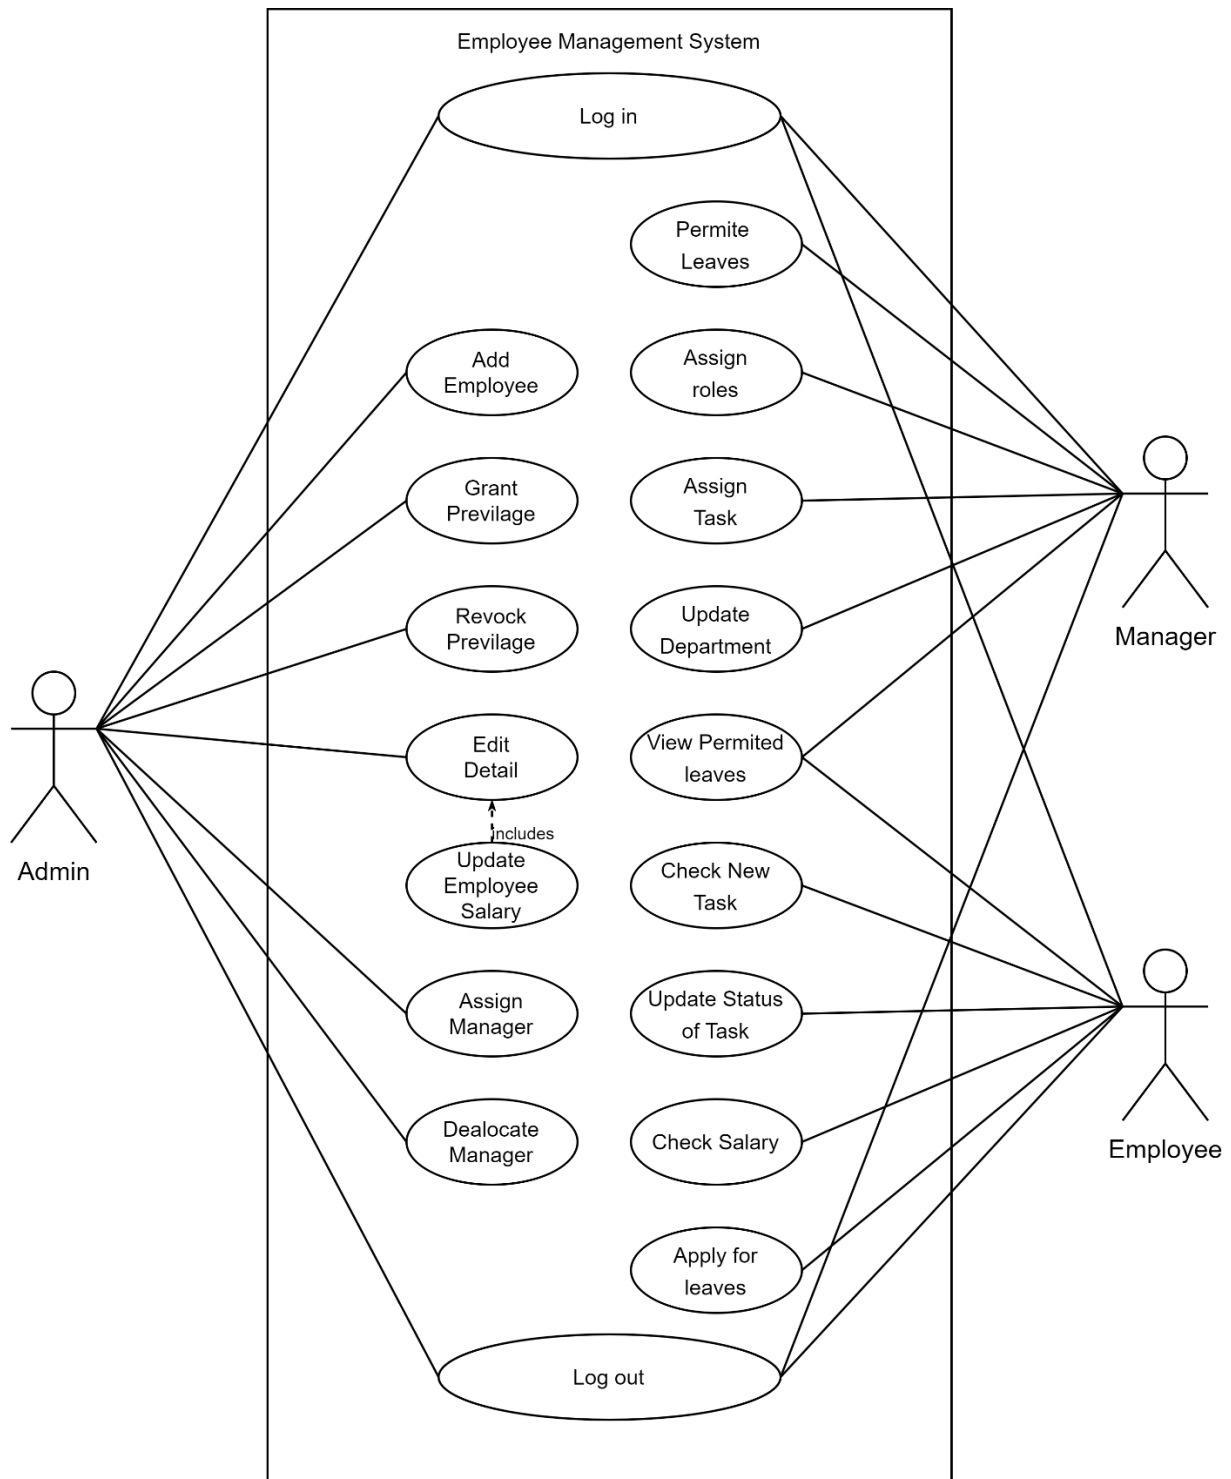 Employee Management System
Log in
Permite
Leaves
Add
Employee
Assign
roles
Grant
Previlage
Assign
Task
Revock
Previlage
Update
Department
Manager
Edit
Detail
View Permited
leaves
Includes
Admin
Update
Employee
Salary
Check New
Task
Assign
Manager
Update Status
of Task
Dealocate
Manager
Check Salary
Employee
Apply for
leaves
Log out